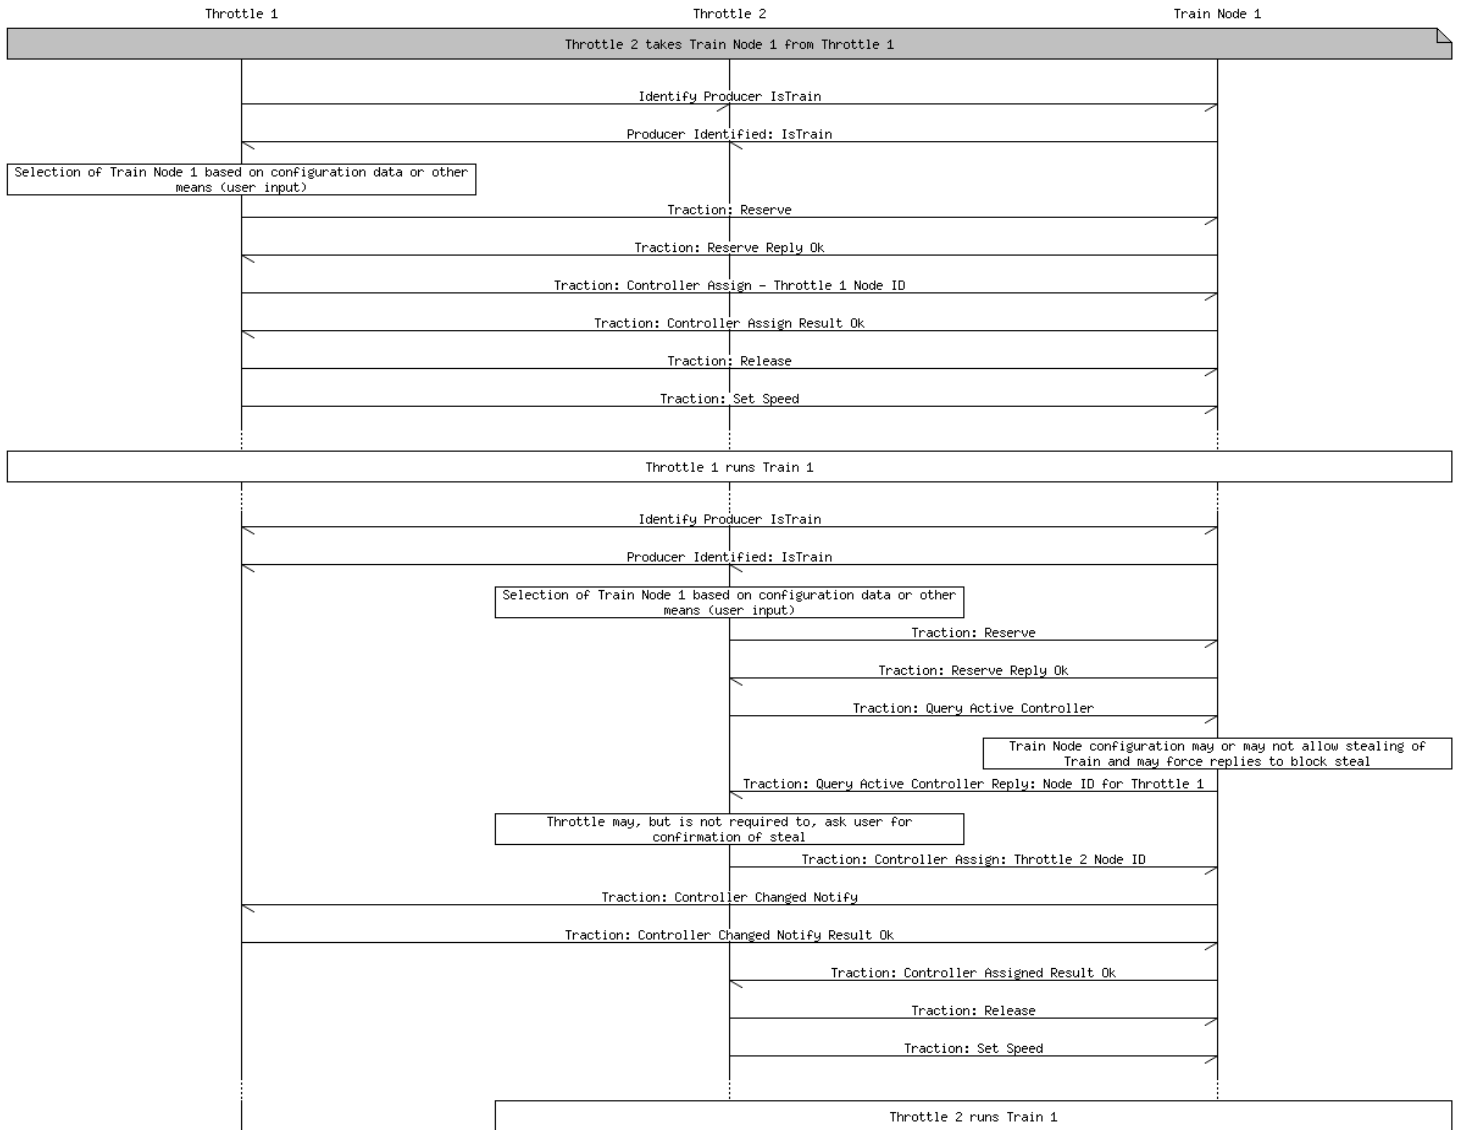 Throttle 1
Throttle 2
Train Node 1
Throttle 2 takes Train Node 1 from Throttle 1
Identify Producer IsTrain
Producer Identified: IsTrain
Selection of Train Node 1 based on configuration data or other
means (user input)
Traction: Reserve
Traction: Reserve Reply Ok
Traction: Controller Assign - Throttle 1 Node ID
Traction: Controller Assign Result Ok
Traction: Release
Traction: Set Speed
Throttle 1 runs Train 1
Identify Producer IsTrain
Producer Identified: IsTrain
Selection of Train Node 1 based on configuration data or other
means (user input)
Traction: Reserve
Traction: Reserve Reply Ok
Traction: Query Active Controller
Train Node configuration may or may not allow stealing of
Train and may force replies to block steal
Traction: Query Active Controller Reply: Node ID for Throttle 1
Throttle may, but is not required to, ask user for
confirmation of steal
Traction: Controller Assign: Throttle 2 Node ID
Traction: Controller Changed Notify
Traction: Controller Changed Notify Result Ok
Traction: Controller Assigned Result Ok
Traction: Release
Traction: Set Speed
Throttle 2 runs Train 1